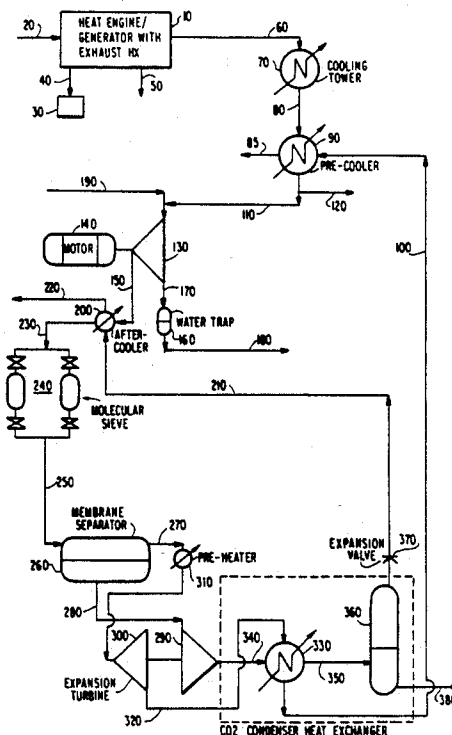 20
HEAT ENGINE/
GENERATOR WITH
EXHAUST HX
10
60
40
50
30
70
COOLING
TOWER
80
85
90
PRE-COOLER
190
120
110
100
140
MOTOR
130
150
170
220
200
WATER TRAP
160
180
230
AFTER-
COOLER
240
210
MOLECULAR
SIEVE
250
MEMBRANE
SEPARATOR
270
EXPANSION
VALVE
370
PRE-HEATER
260
310
280
360
300
290
340
330
EXPANSION
TURBINE
350
320
380
CO2 CONDENSER HEAT EXCHANGER